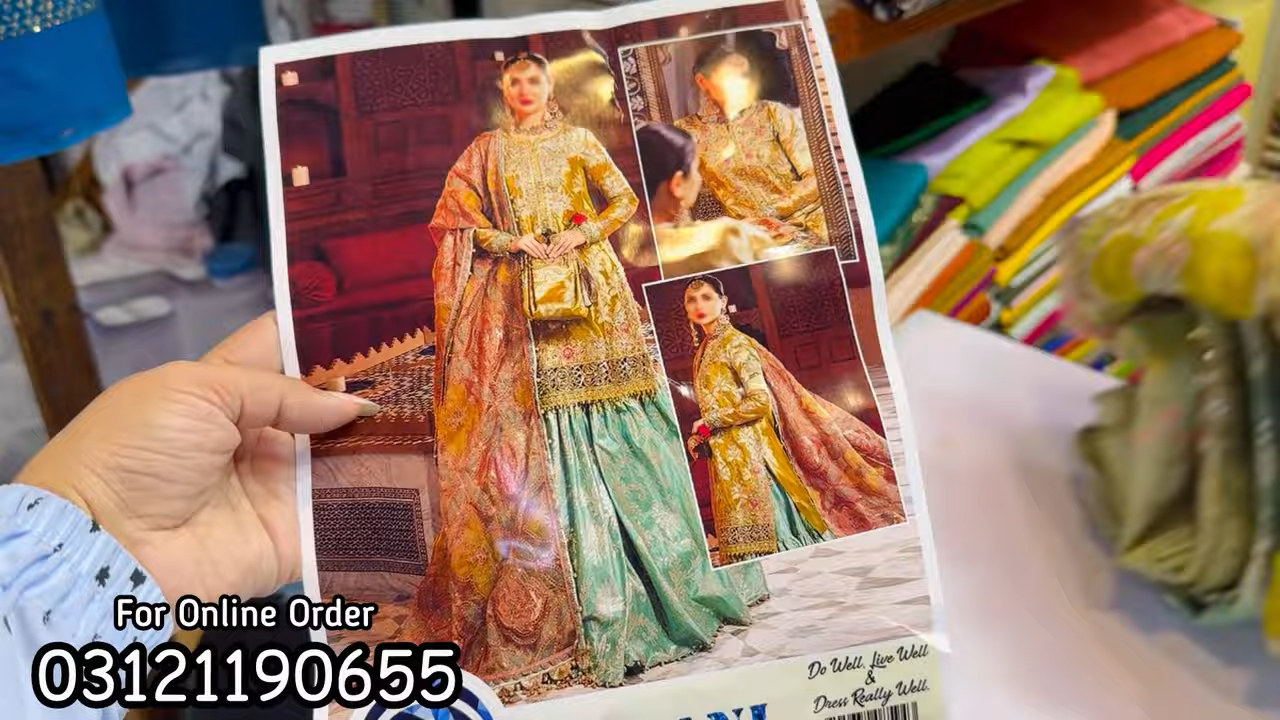 For Online Order
03121190655
Do Well. Live Well
&
Dress Really Well.